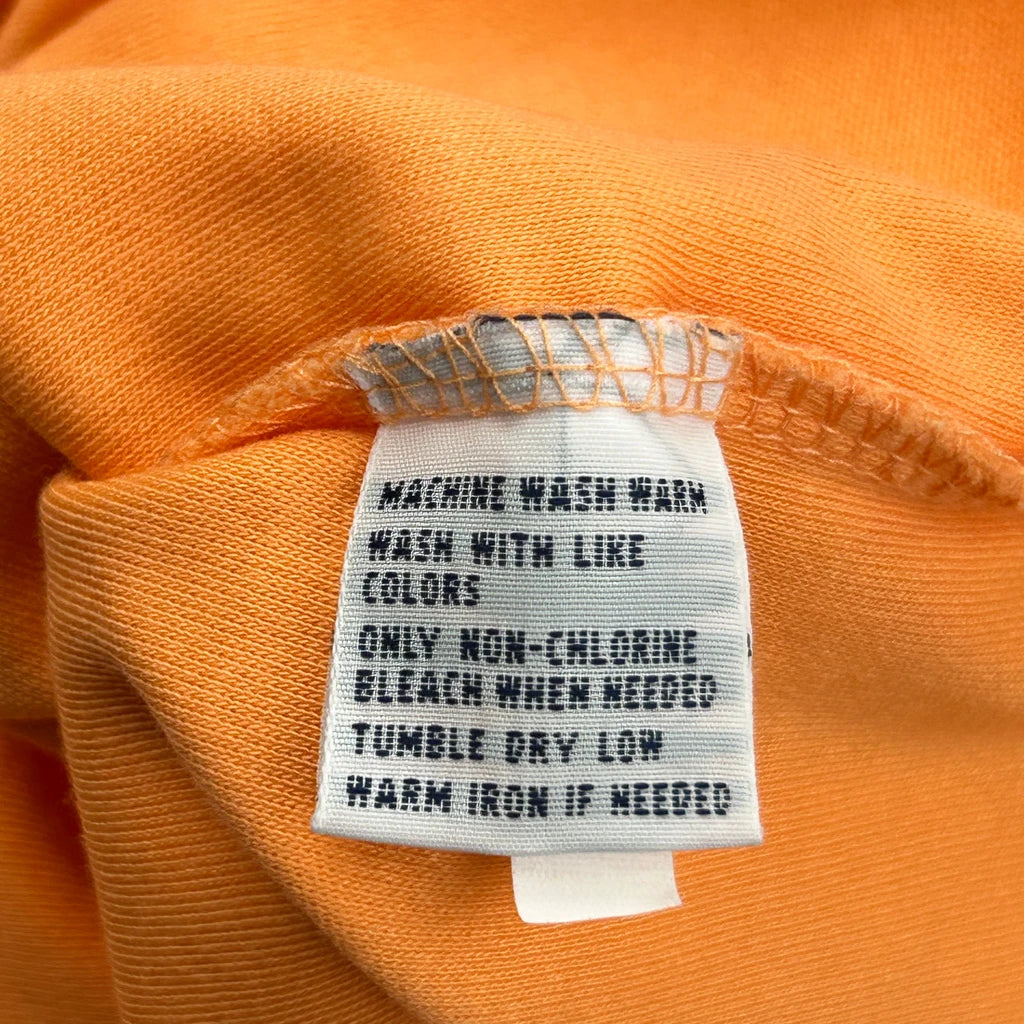 MACHINE WASH WARM
WASH WITH LIKE
COLORS
ONLY NON-CHLORINE
BLEACH WHEN NEEDED
TUMBLE DRY LOW
WARM IRON IF NEEDED